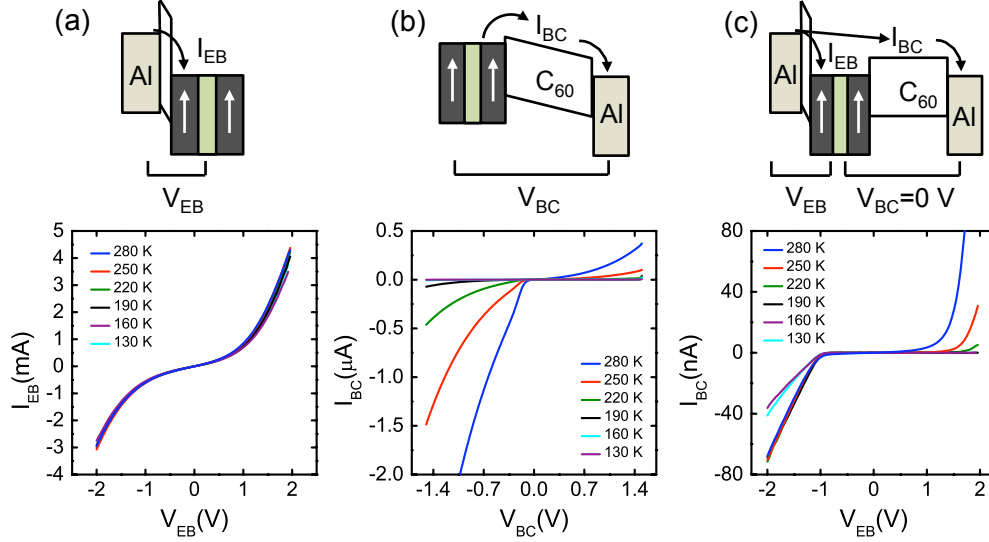 (a)
I_EB
Al
V_EB
(b)
I_BC
C₆₀
Al
V_BC
(c)
I_BC
I_EB
Al
C₆₀
Al
V_EB
V_BC=0 V
5
4
3
2
1
0
-1
-2
-3
-4
I_EB(mA)
280 K
250 K
220 K
190 K
160 K
130 K
-2
-1
0
1
2
V_EB(V)
0.0
-0.5
-1.0
-1.5
-2.0
I_BC(μA)
280 K
250 K
220 K
190 K
160 K
130 K
-1.4
-0.7
0.0
0.7
1.4
V_BC(V)
80
40
0
-40
-80
I_BC(nA)
280 K
250 K
220 K
190 K
160 K
130 K
-2
-1
0
1
2
V_EB(V)